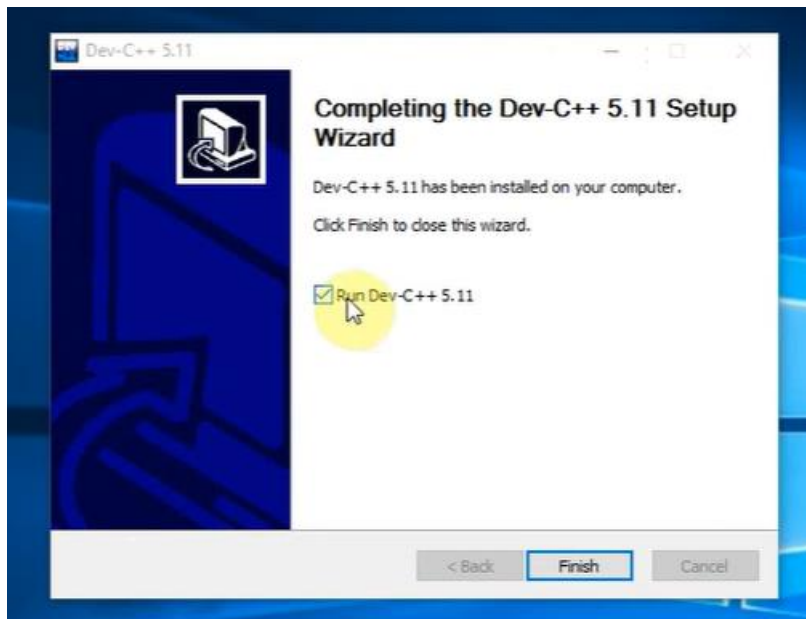 Dev-C++ 5.11
Completing the Dev-C++ 5.11 Setup
Wizard
Dev-C++ 5.11 has been installed on your computer.
Click Finish to close this wizard.
Run Dev-C++ 5.11
< Back Finish Cancel